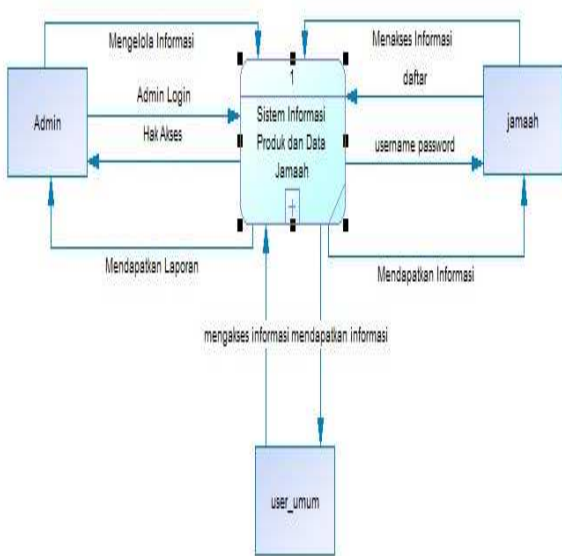 Mengelola Informasi
Menakses Informasi
1
Admin Login
daftar
Admin
Sistem Informasi
Produk dan Data
Jamaah
jamaah
Hak Akses
username password
Mendapatkan Laporan
Mendapatkan Informasi
mengakses informasi mendapatkan informasi
user_umum